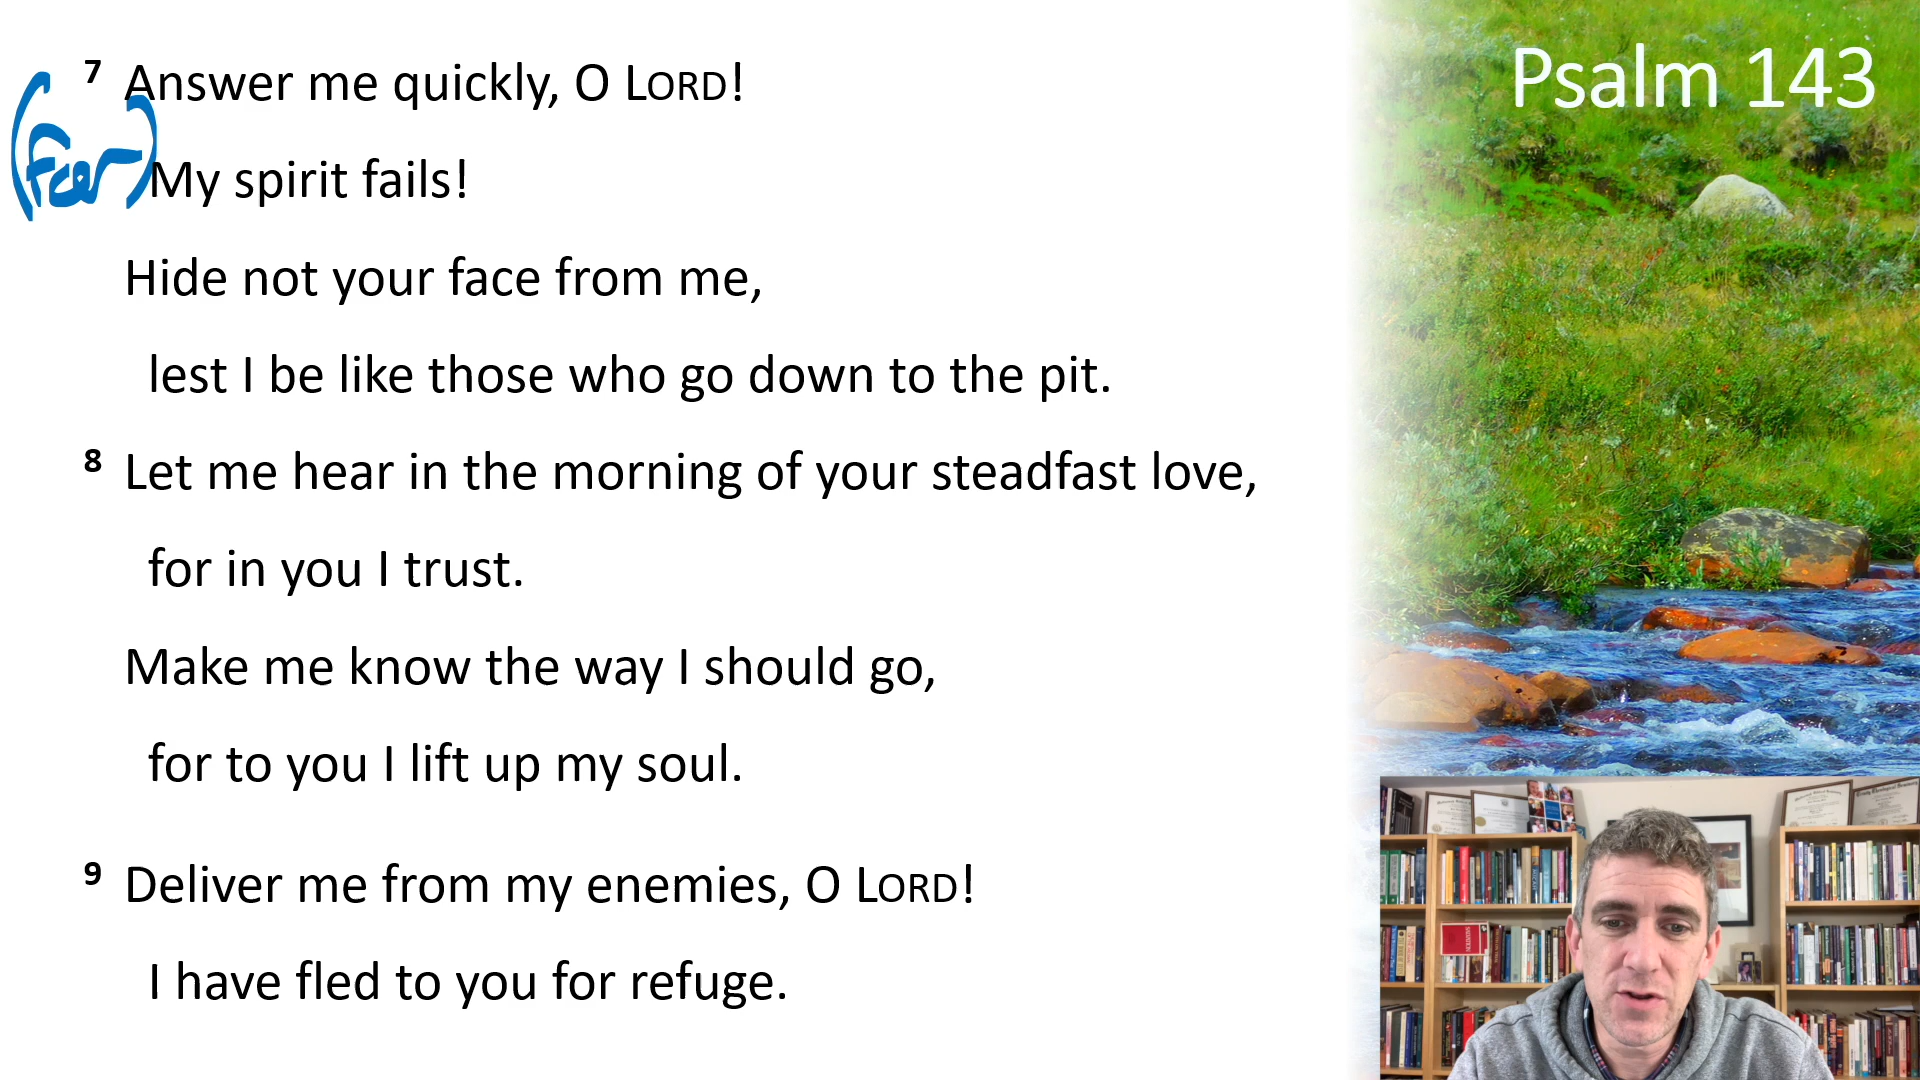 Psalm 143
7 Answer me quickly, O LORD!
My spirit fails!
Hide not your face from me,
lest I be like those who go down to the pit.
8 Let me hear in the morning of your steadfast love,
for in you I trust.
Make me know the way I should go,
for to you I lift up my soul.
9 Deliver me from my enemies, O LORD!
I have fled to you for refuge.